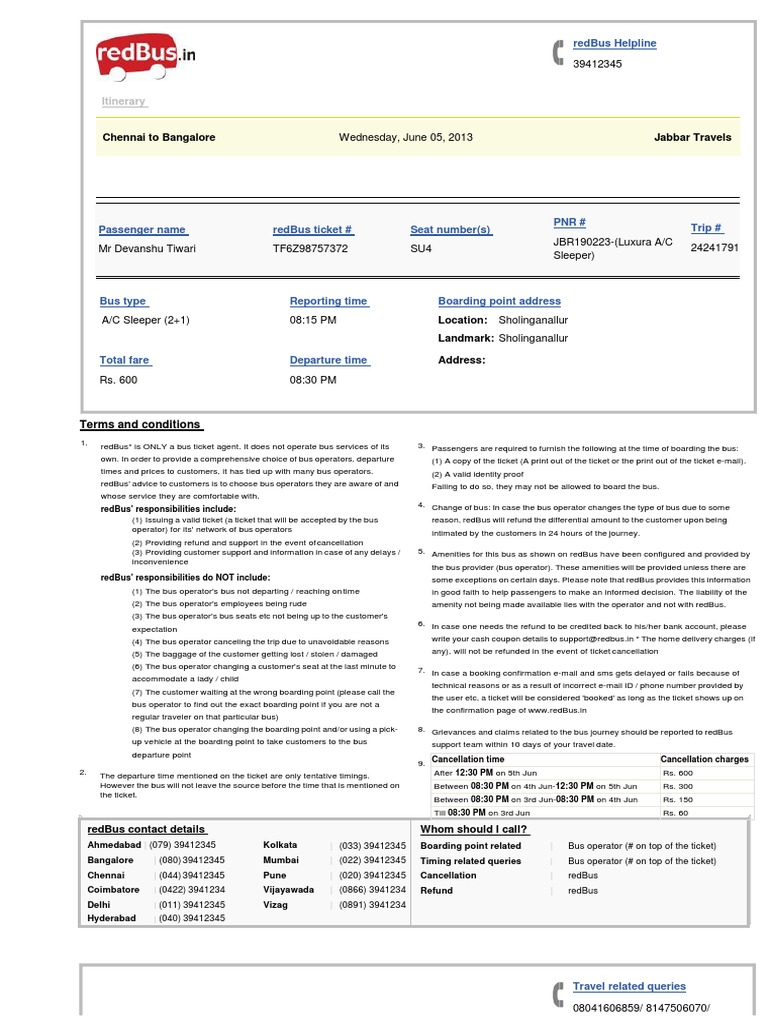 redBus.in
redBus Helpline
39412345
Itinerary
Chennai to Bangalore Wednesday, June 05, 2013 Jabbar Travels
Passenger name redBus ticket # Seat number(s) PNR # Trip #
Mr Devanshu Tiwari TF6Z98757372 SU4 JBR190223-(Luxura A/C 24241791
Sleeper)
Bus type Reporting time Boarding point address
A/C Sleeper (2+1) 08:15 PM Location: Sholinganallur
Landmark: Sholinganallur
Total fare Departure time Address:
Rs. 600 08:30 PM
Terms and conditions
1. redBus* is ONLY a bus ticket agent. It does not operate bus services of its
own. In order to provide a comprehensive choice of bus operators, departure
times and prices to customers, it has tied up with many bus operators.
redBus' advice to customers is to choose bus operators they are aware of and
whose service they are comfortable with.
redBus' responsibilities include:
(1) Issuing a valid ticket (a ticket that will be accepted by the bus
operator) for its' network of bus operators
(2) Providing refund and support in the event of cancellation
(3) Providing customer support and information in case of any delays /
inconvenience
redBus' responsibilities do NOT include:
(1) The bus operator's bus not departing / reaching on time
(2) The bus operator's employees being rude
(3) The bus operator's bus seats etc not being up to the customer's
expectation
(4) The bus operator canceling the trip due to unavoidable reasons
(5) The baggage of the customer getting lost / stolen / damaged
(6) The bus operator changing a customer's seat at the last minute to
accommodate a lady / child
(7) The customer waiting at the wrong boarding point (please call the
bus operator to find out the exact boarding point if you are not a
regular traveler on that particular bus)
(8) The bus operator changing the boarding point and/or using a pick-
up vehicle at the boarding point to take customers to the bus
departure point
2. The departure time mentioned on the ticket are only tentative timings.
However the bus will not leave the source before the time that is mentioned on
the ticket.
3. Passengers are required to furnish the following at the time of boarding the bus:
(1) A copy of the ticket (A print out of the ticket or the print out of the ticket e-mail).
(2) A valid identity proof
Failing to do so, they may not be allowed to board the bus.
4. Change of bus: In case the bus operator changes the type of bus due to some
reason, redBus will refund the differential amount to the customer upon being
intimated by the customers in 24 hours of the journey.
5. Amenities for this bus as shown on redBus have been configured and provided by
the bus provider (bus operator). These amenities will be provided unless there are
some exceptions on certain days. Please note that redBus provides this information
in good faith to help passengers to make an informed decision. The liability of the
amenity not being made available lies with the operator and not with redBus.
6. In case one needs the refund to be credited back to his/her bank account, please
write your cash coupon details to support@redbus.in * The home delivery charges (if
any), will not be refunded in the event of ticket cancellation
7. In case a booking confirmation e-mail and sms gets delayed or fails because of
technical reasons or as a result of incorrect e-mail ID / phone number provided by
the user etc, a ticket will be considered 'booked' as long as the ticket shows up on
the confirmation page of www.redBus.in
8. Grievances and claims related to the bus journey should be reported to redBus
support team within 10 days of your travel date.
9. Cancellation time Cancellation charges
After 12:30 PM on 5th Jun Rs. 600
Between 08:30 PM on 4th Jun-12:30 PM on 5th Jun Rs. 300
Between 08:30 PM on 3rd Jun-08:30 PM on 4th Jun Rs. 150
Till 08:30 PM on 3rd Jun Rs. 60
redBus contact details
Ahmedabad | (079) 39412345 Kolkata | (033) 39412345
Bangalore | (080) 39412345 Mumbai | (022) 39412345
Chennai | (044) 39412345 Pune | (020) 39412345
Coimbatore | (0422) 3941234 Vijayawada | (0866) 3941234
Delhi | (011) 39412345 Vizag | (0891) 3941234
Hyderabad | (040) 39412345
Whom should I call?
Boarding point related | Bus operator (# on top of the ticket)
Timing related queries | Bus operator (# on top of the ticket)
Cancellation | redBus
Refund | redBus
Travel related queries
08041606859/ 8147506070/